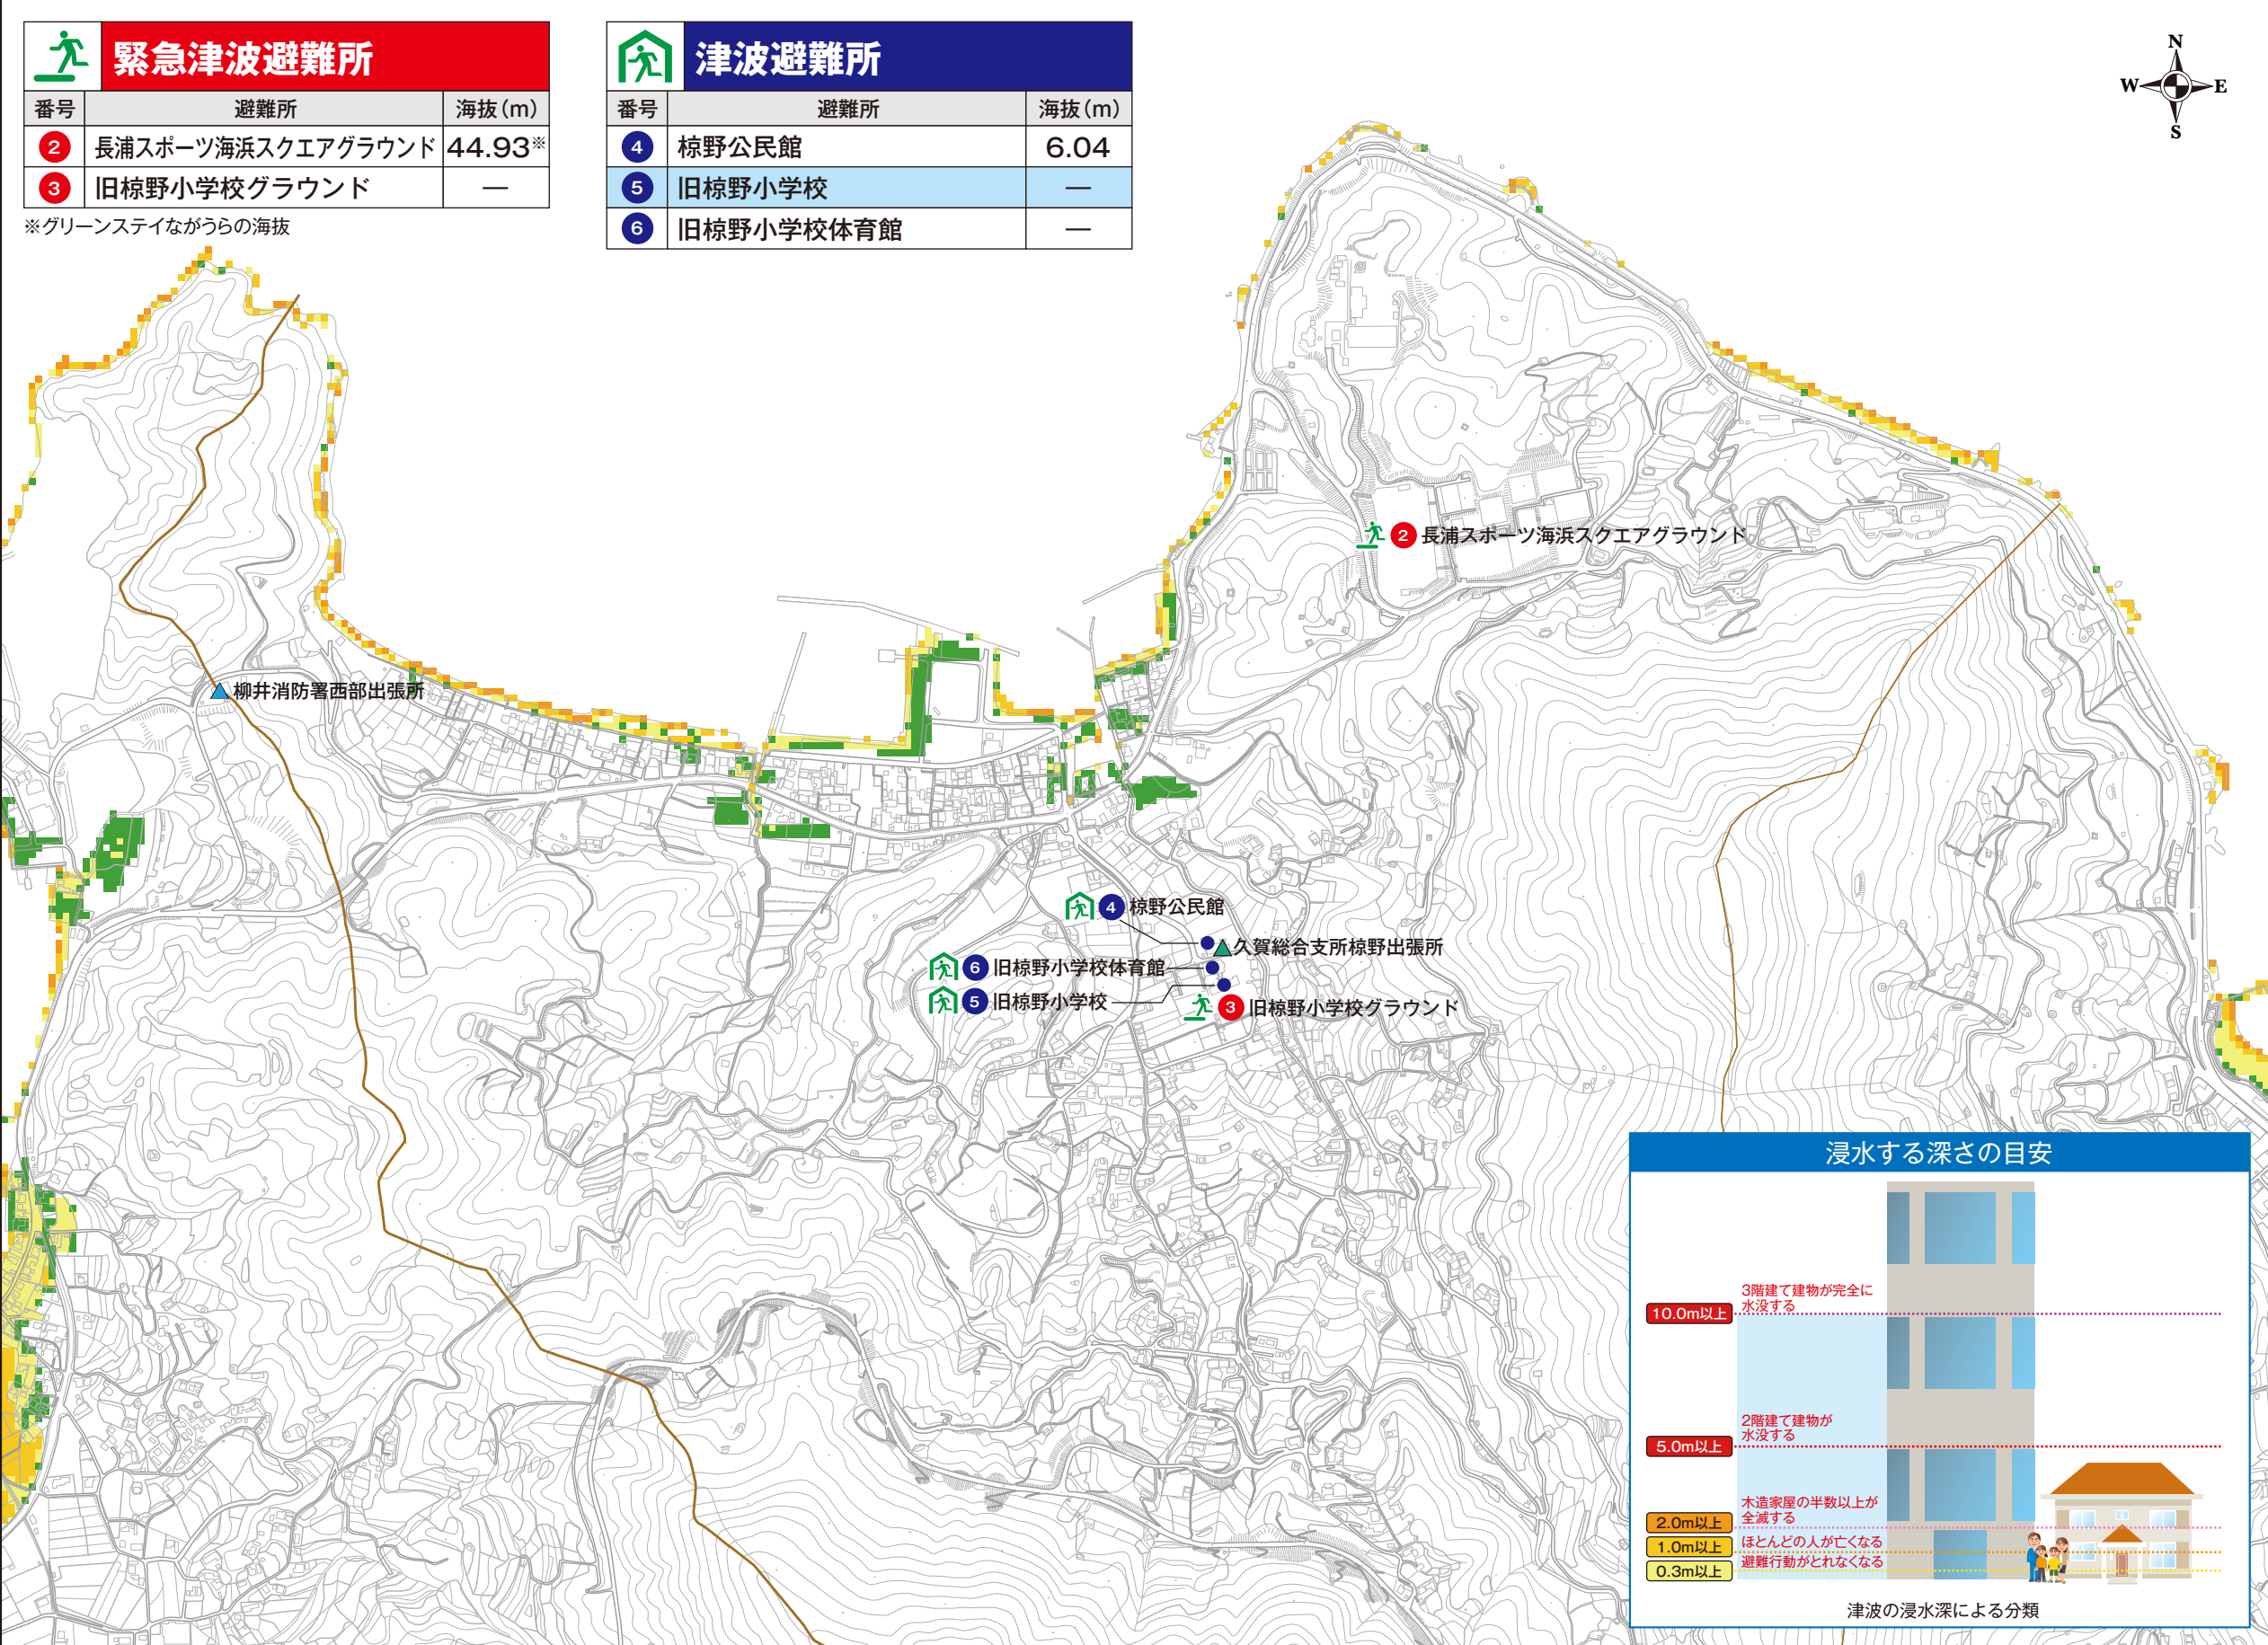 緊急津波避難所
番号 避難所 海抜(m)
2 長浦スポーツ海浜スクエアグラウンド 44.93※
3 旧椋野小学校グラウンド —
※グリーンステイながうらの海抜
津波避難所
番号 避難所 海抜(m)
4 椋野公民館 6.04
5 旧椋野小学校 —
6 旧椋野小学校体育館 —
N
W E
S
2 長浦スポーツ海浜スクエアグラウンド
柳井消防署西部出張所
4 椋野公民館
久賀総合支所椋野出張所
6 旧椋野小学校体育館
5 旧椋野小学校
3 旧椋野小学校グラウンド
浸水する深さの目安
3階建て建物が完全に
水没する
10.0m以上
2階建て建物が
水没する
5.0m以上
木造家屋の半数以上が
全滅する
2.0m以上
ほとんどの人が亡くなる
1.0m以上
避難行動がとれなくなる
0.3m以上
津波の浸水深による分類